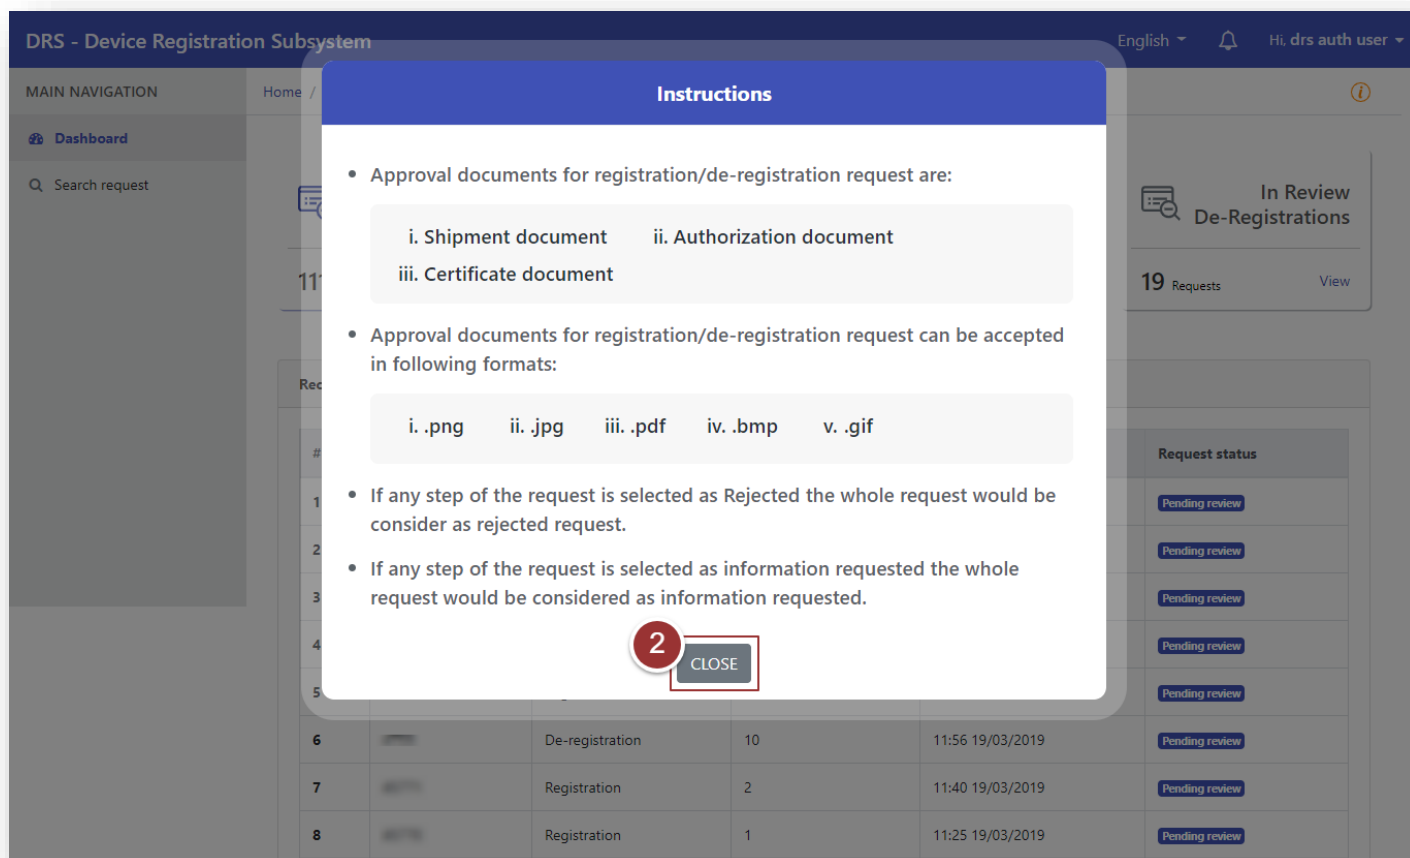 DRS - Device Registration Subsystem
English
Hi, drs auth user
MAIN NAVIGATION
Home /
Instructions
i
Dashboard
Search request
• Approval documents for registration/de-registration request are:
i. Shipment document ii. Authorization document
iii. Certificate document
In Review
De-Registrations
19 Requests View
• Approval documents for registration/de-registration request can be accepted
in following formats:
i. .png ii. .jpg iii. .pdf iv. .bmp v. .gif
• If any step of the request is selected as Rejected the whole request would be
consider as rejected request.
• If any step of the request is selected as information requested the whole
request would be considered as information requested.
2
CLOSE
# Request status
1 Pending review
2 Pending review
3 Pending review
4 Pending review
5 Pending review
6 De-registration 10 11:56 19/03/2019 Pending review
7 Registration 2 11:40 19/03/2019 Pending review
8 Registration 1 11:25 19/03/2019 Pending review